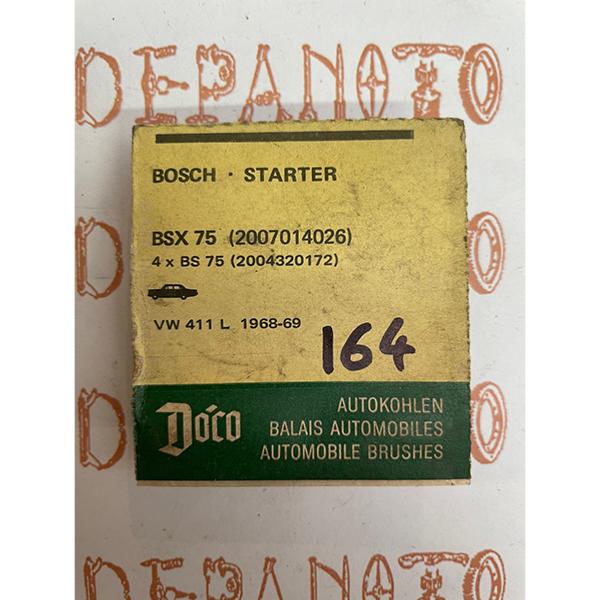 DEPANOTO
BOSCH · STARTER
BSX 75 (2007014026)
4 x BS 75 (2004320172)
VW 411 L 1968-69
164
Dóco
AUTOKOHLEN
BALAIS AUTOMOBILES
AUTOMOBILE BRUSHES
DEPANOTO